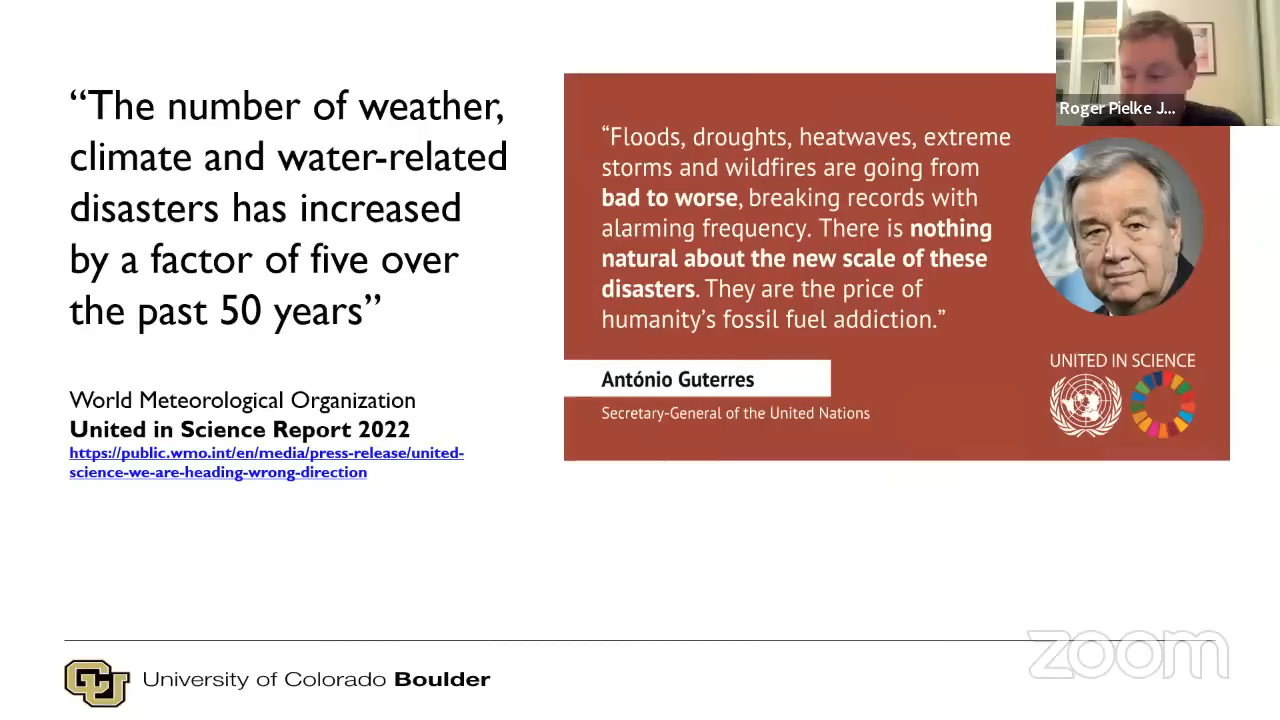 “The number of weather,
climate and water-related
disasters has increased
by a factor of five over
the past 50 years”
World Meteorological Organization
United in Science Report 2022
https://public.wmo.int/en/media/press-release/united-
science-we-are-heading-wrong-direction
Roger Pielke J...
“Floods, droughts, heatwaves, extreme
storms and wildfires are going from
bad to worse, breaking records with
alarming frequency. There is nothing
natural about the new scale of these
disasters. They are the price of
humanity’s fossil fuel addiction.”
António Guterres
Secretary-General of the United Nations
UNITED IN SCIENCE
CU
University of Colorado Boulder
zoom